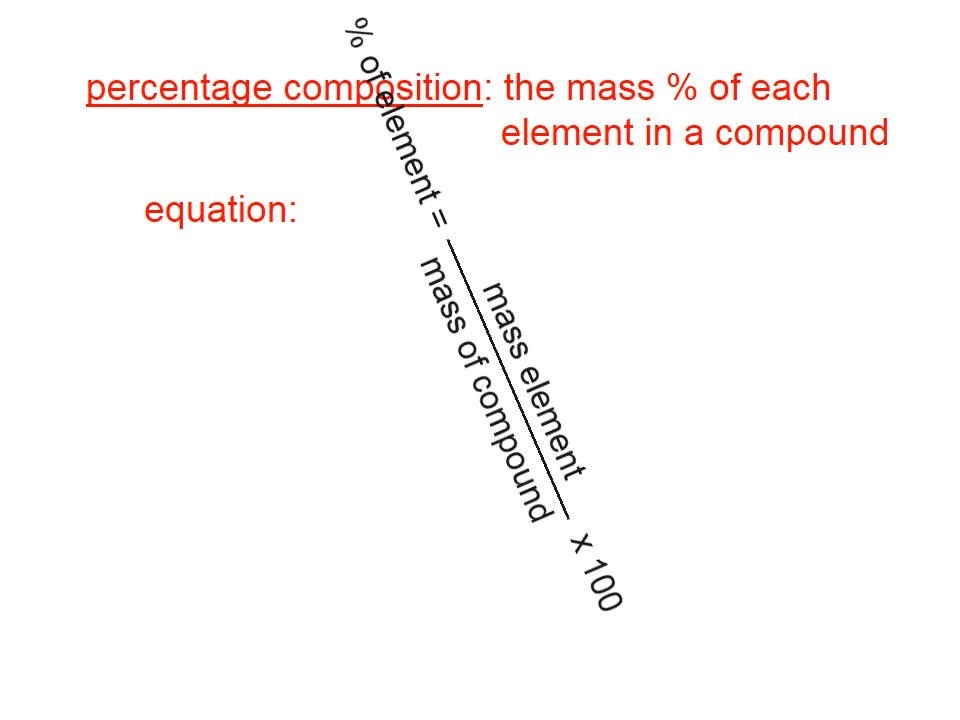 percentage composition: the mass % of each
element in a compound
equation:
% of element =
mass element
mass of compound
x 100